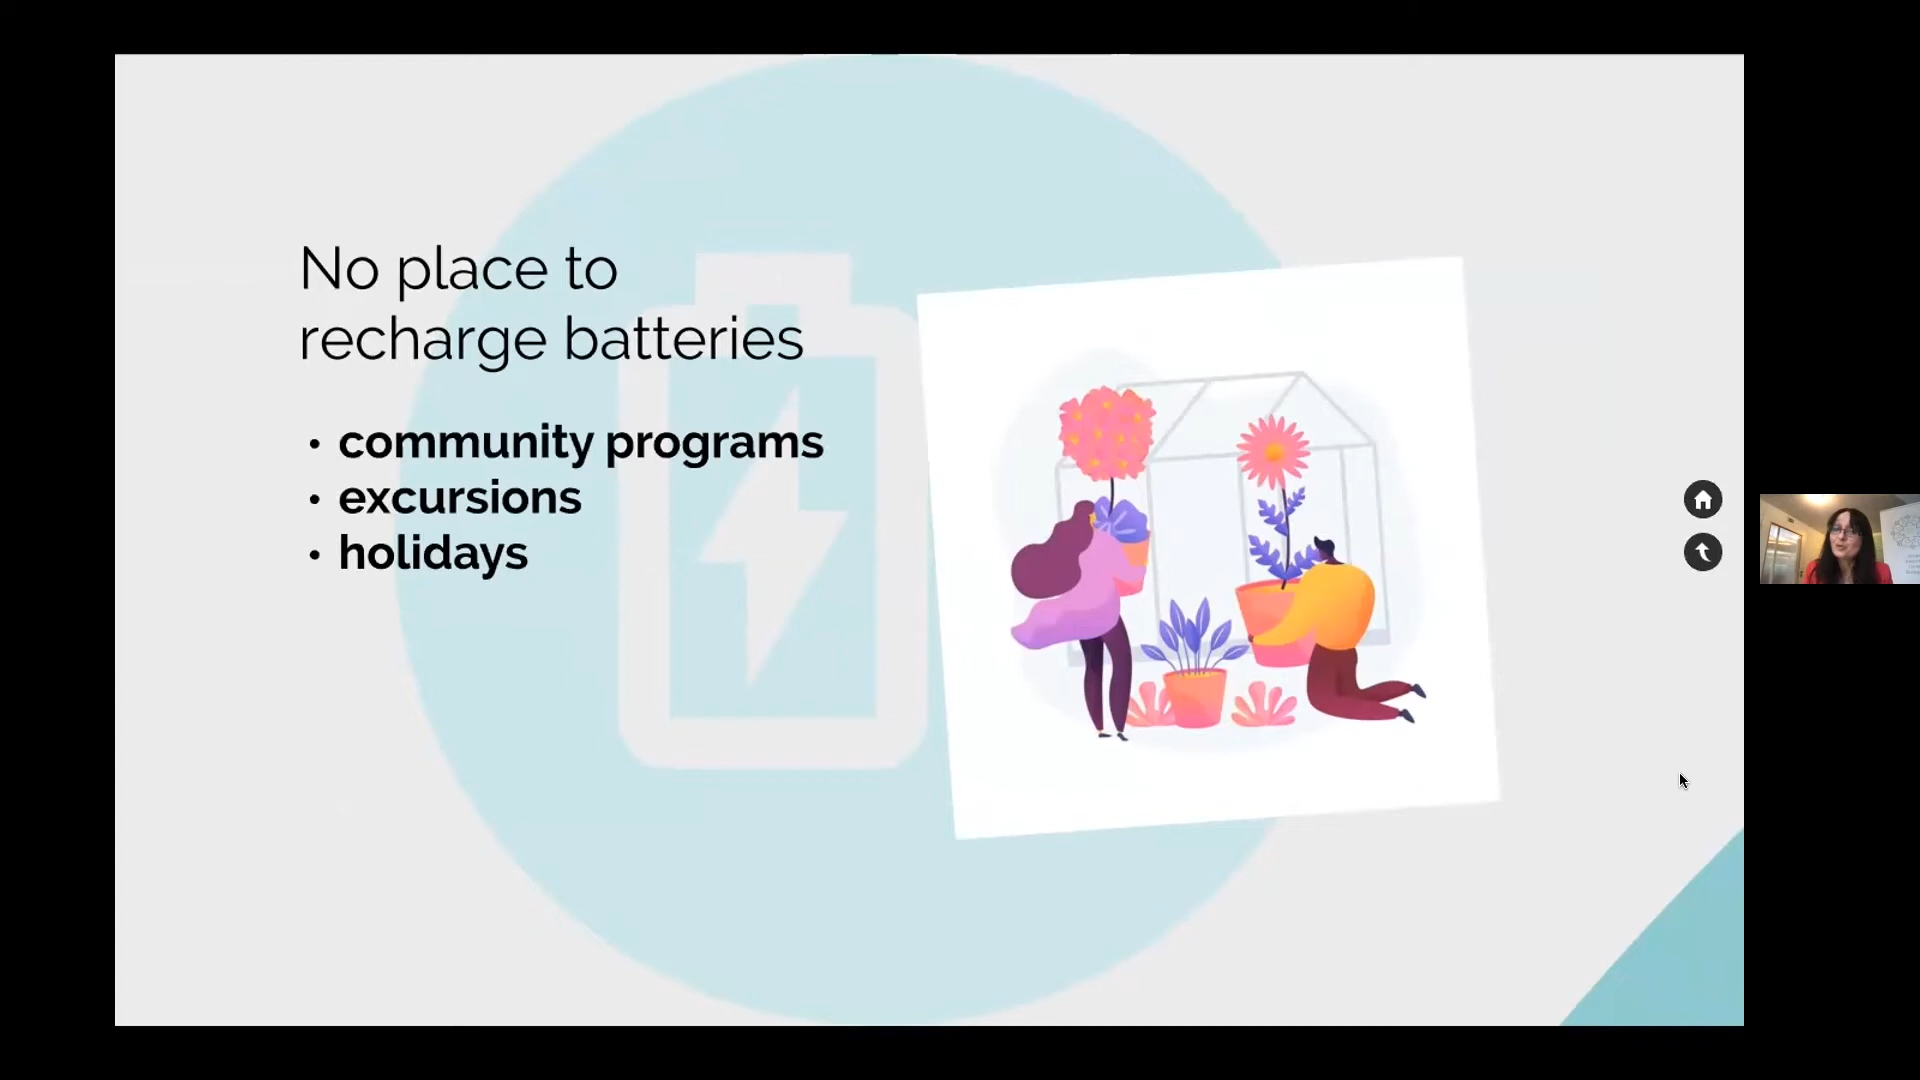 No place to
recharge batteries
• community programs
• excursions
• holidays